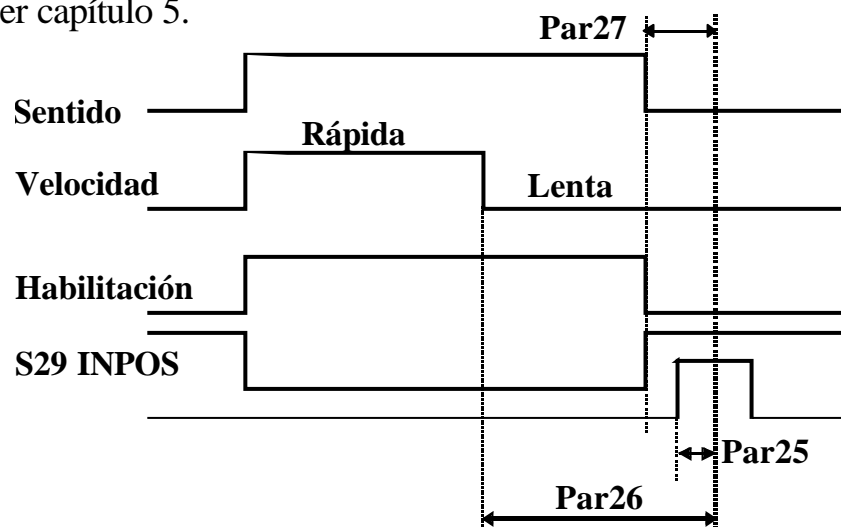 er capítulo 5.
Par27
Sentido
Rápida
Velocidad
Lenta
Habilitación
S29 INPOS
Par25
Par26